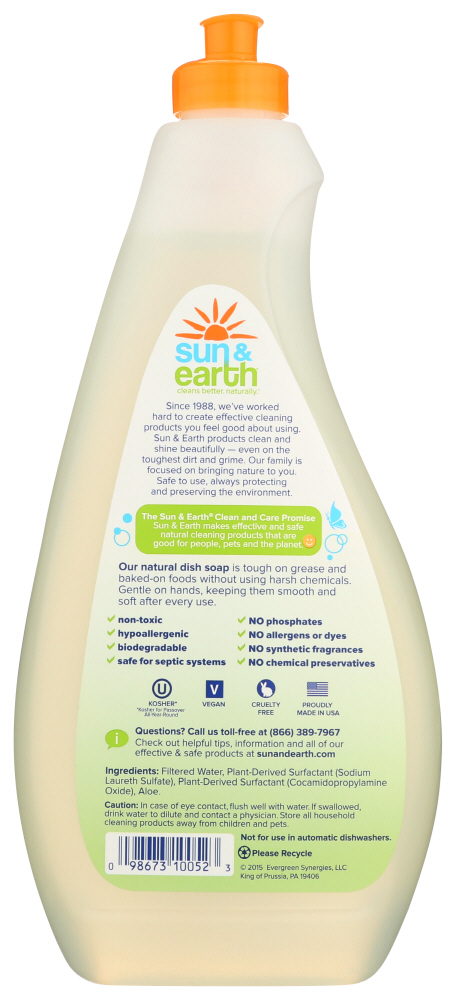 sun &
earth
cleans better. naturally.™
Since 1988, we've worked
hard to create effective cleaning
products you feel good about using.
Sun & Earth products clean and
shine beautifully — even on the
toughest dirt and grime. Our family is
focused on bringing nature to you.
Safe to use, always protecting
and preserving the environment.
The Sun & Earth® Clean and Care Promise
Sun & Earth makes effective and safe
natural cleaning products that are
good for people, pets and the planet.
Our natural dish soap is tough on grease and
baked-on foods without using harsh chemicals.
Gentle on hands, keeping them smooth and
soft after every use.
non-toxic
hypoallergenic
biodegradable
safe for septic systems
NO phosphates
NO allergens or dyes
NO synthetic fragrances
NO chemical preservatives
U
KOSHER*
*Kosher for Passover
All Year-Round
V
VEGAN
CRUELTY
FREE
PROUDLY
MADE IN USA
i
Questions? Call us toll-free at (866) 389-7967
Check out helpful tips, information and all of our
effective & safe products at sunandearth.com
Ingredients: Filtered Water, Plant-Derived Surfactant (Sodium
Laureth Sulfate), Plant-Derived Surfactant (Cocamidopropylamine
Oxide), Aloe.
Caution: In case of eye contact, flush well with water. If swallowed,
drink water to dilute and contact a physician. Store all household
cleaning products away from children and pets.
0 98673 10052 3
Not for use in automatic dishwashers.
Please Recycle
© 2015 Evergreen Synergies, LLC
King of Prussia, PA 19406